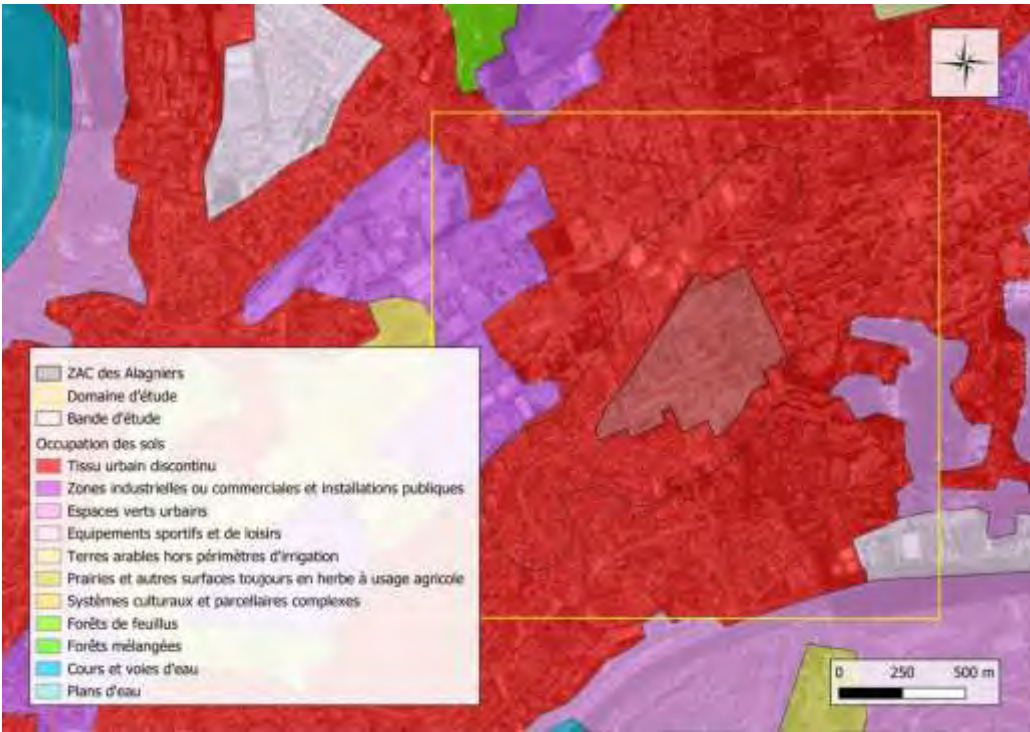 ZAC des Alagniers
Domaine d'étude
Bande d'étude
Occupation des sols
Tissu urbain discontinu
Zones industrielles ou commerciales et installations publiques
Espaces verts urbains
Equipements sportifs et de loisirs
Terres arables hors périmètres d'irrigation
Prairies et autres surfaces toujours en herbe à usage agricole
Systèmes culturaux et parcellaires complexes
Forêts de feuillus
Forêts mélangées
Cours et voies d'eau
Plans d'eau
0 250 500 m